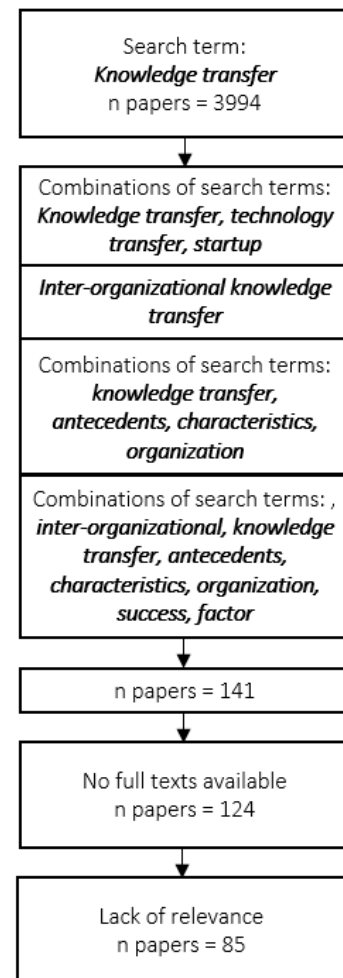 Search term:
Knowledge transfer
n papers = 3994
Combinations of search terms:
Knowledge transfer, technology
transfer, startup
Inter-organizational knowledge
transfer
Combinations of search terms:
knowledge transfer,
antecedents, characteristics,
organization
Combinations of search terms: ,
inter-organizational, knowledge
transfer, antecedents,
characteristics, organization,
success, factor
n papers = 141
No full texts available
n papers = 124
Lack of relevance
n papers = 85